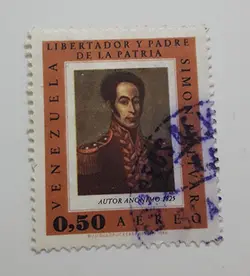 LIBERTADOR Y PADRE
DE LA PATRIA
VENEZUELA
SIMON BOLIVAR
AUTOR ANONIMO 1825
0,50 AEREO